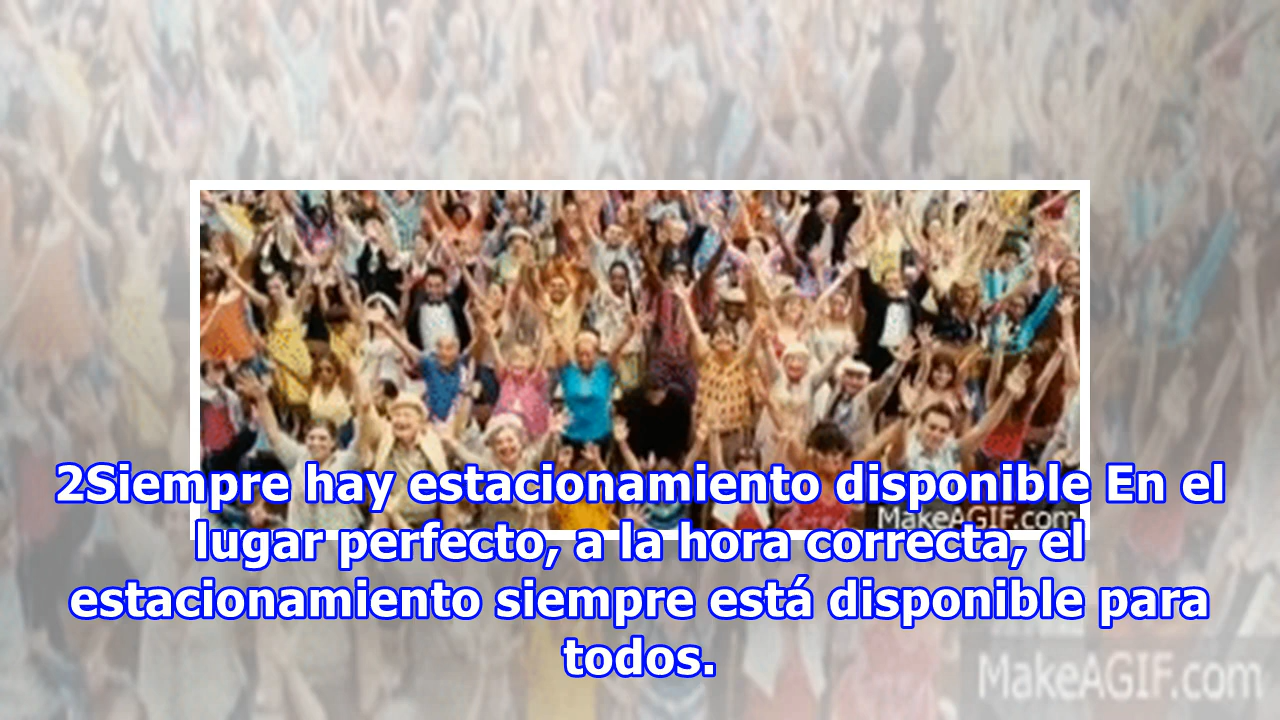 2Siempre hay estacionamiento disponible En el
lugar perfecto, a la hora correcta, el
estacionamiento siempre está disponible para
todos.
MakeAGIF.com
MakeAGIF.com